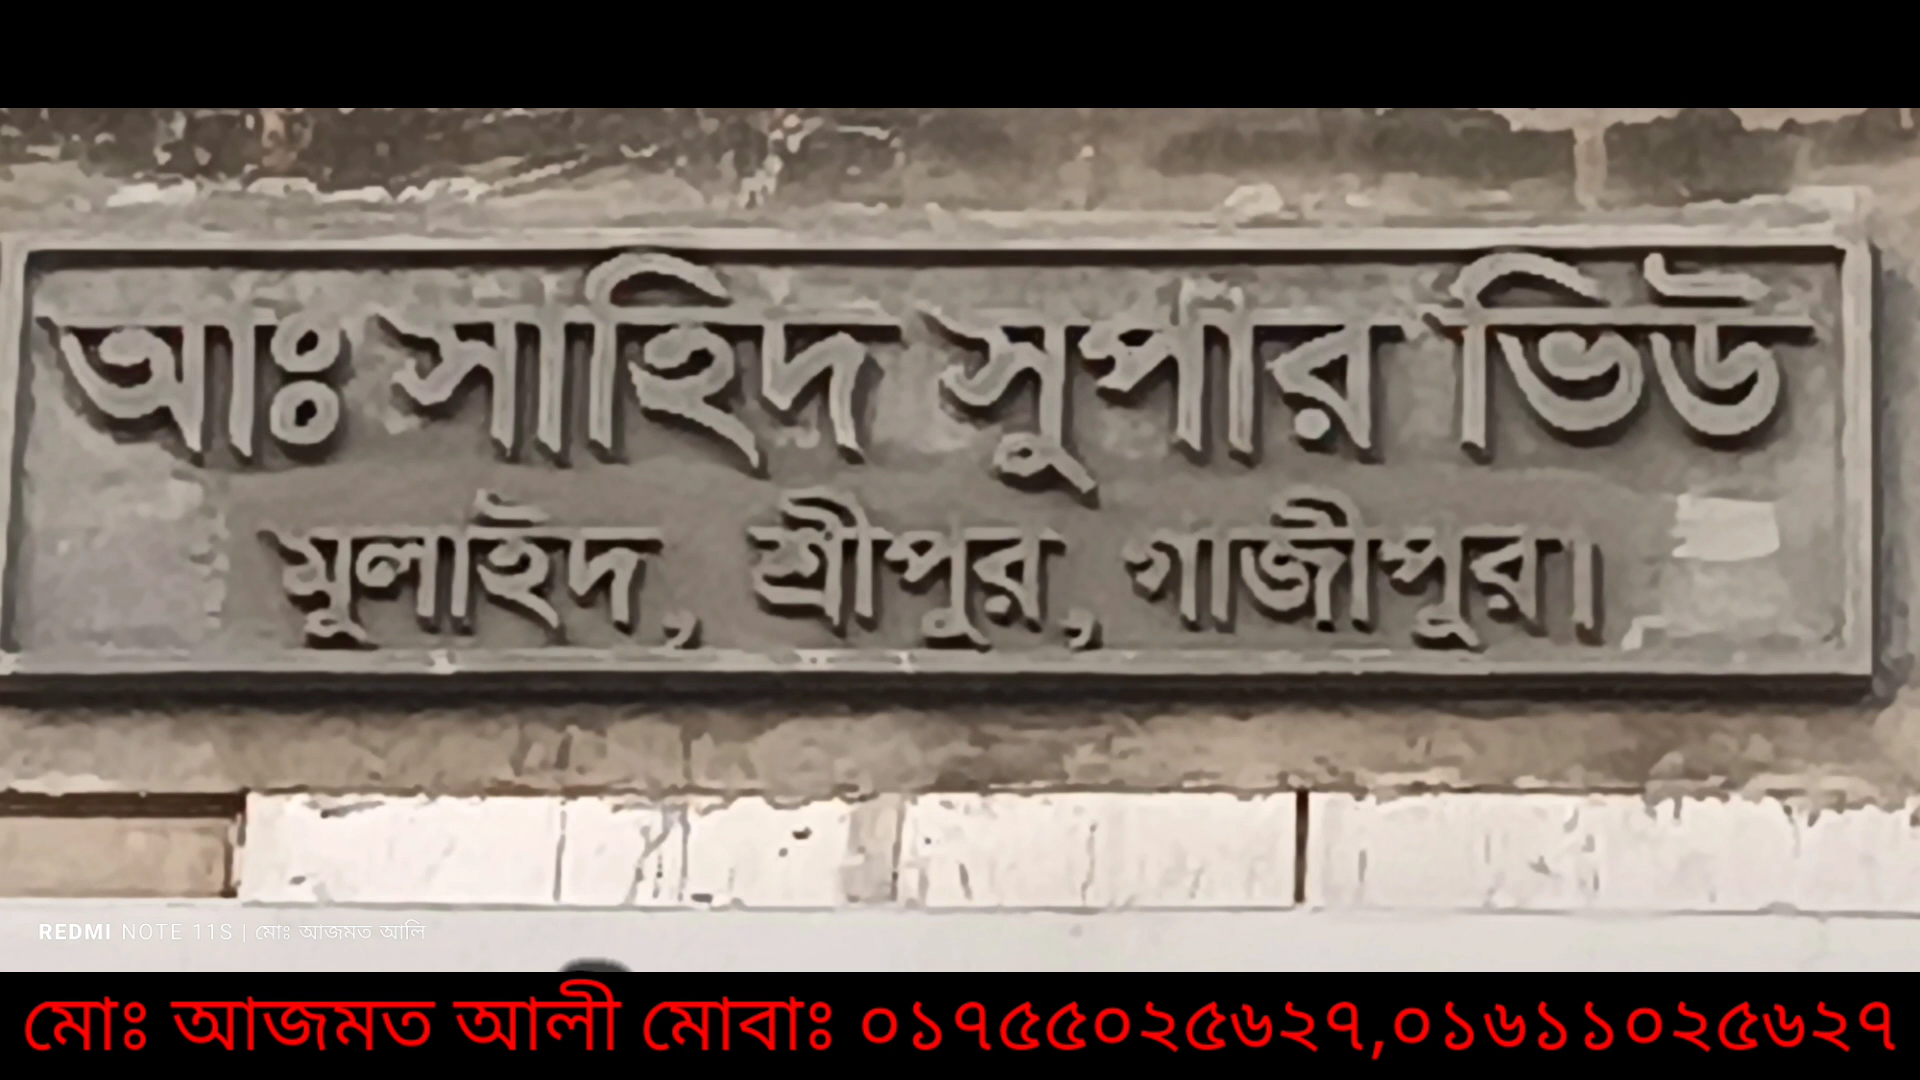 আঃ সাহিদ সুপার ভিউ
মুলাইদ, শ্রীপুর, গাজীপুর।
REDMI NOTE 11S | মোঃ আজমত আলি
মোঃ আজমত আলী মোবাঃ ০১৭৫৫০২৫৬২৭,০১৬১১০২৫৬২৭